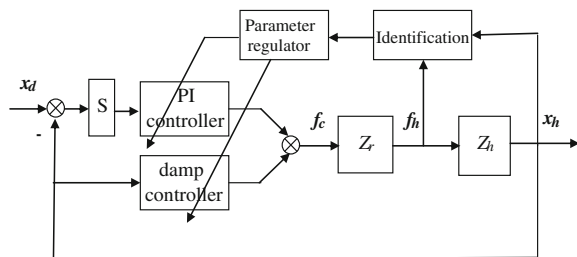 Parameter
regulator
Identification
x_d
S
PI
controller
f_c
Z_r
f_h
Z_h
x_h
-
damp
controller